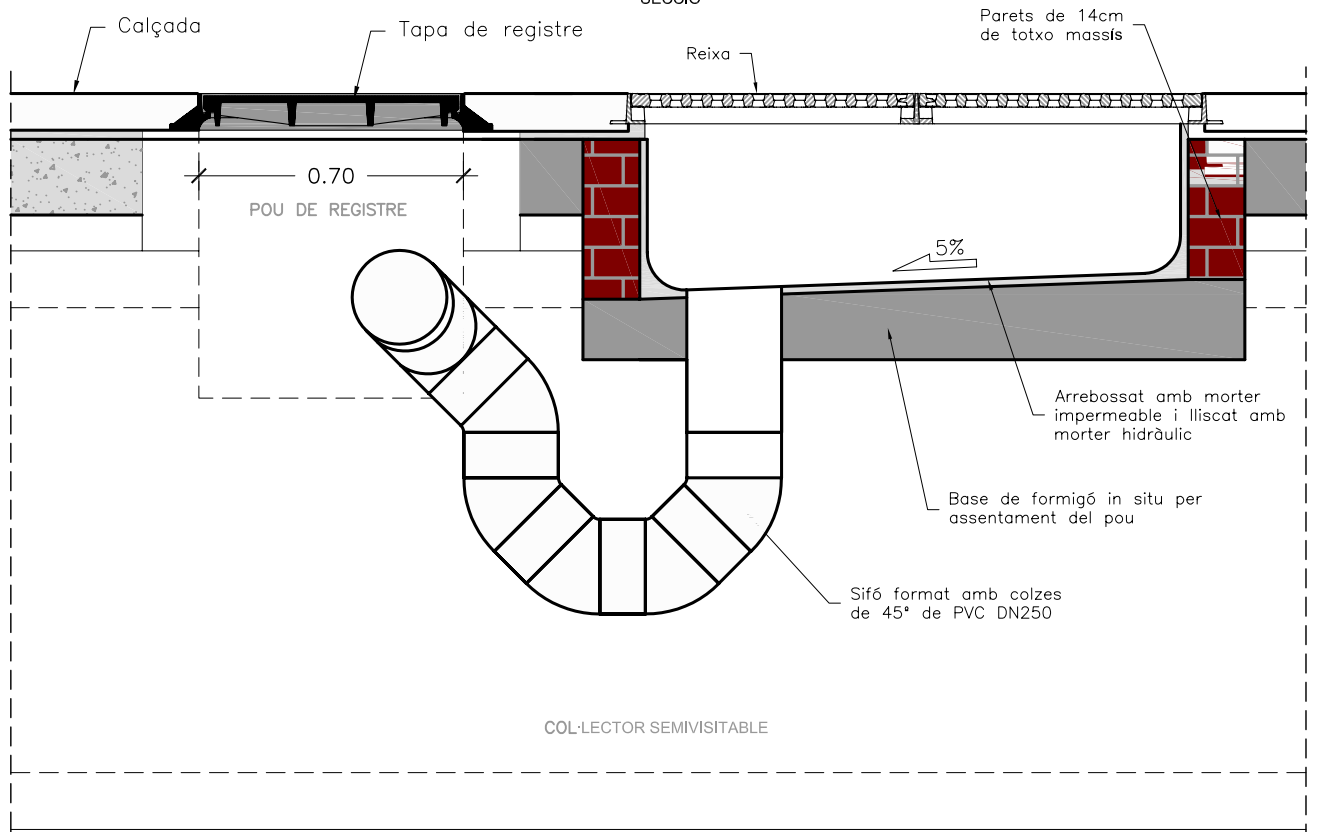 SECCIÓ
Calçada
Tapa de registre
Reixa
Parets de 14cm
de totxo massís
0.70
POU DE REGISTRE
5%
Arrebossat amb morter
impermeable i lliscat amb
morter hidràulic
Base de formigó in situ per
assentament del pou
Sifó format amb colzes
de 45° de PVC DN250
COL·LECTOR SEMIVISITABLE